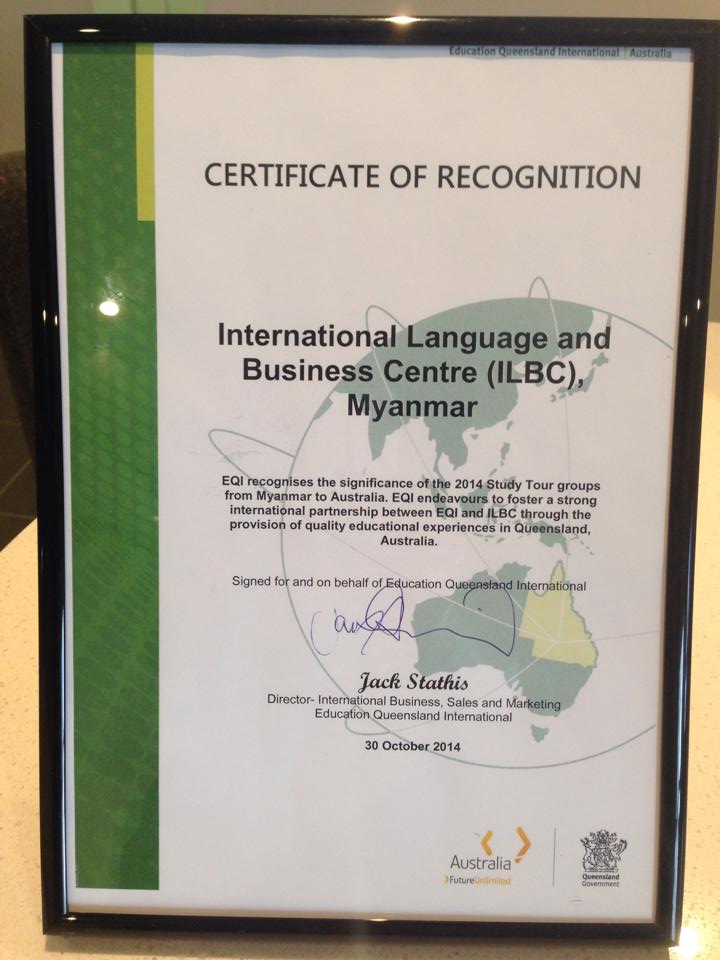 Education Queensland International | Australia
CERTIFICATE OF RECOGNITION
International Language and
Business Centre (ILBC),
Myanmar
EQI recognises the significance of the 2014 Study Tour groups
from Myanmar to Australia. EQI endeavours to foster a strong
international partnership between EQI and ILBC through the
provision of quality educational experiences in Queensland,
Australia.
Signed for and on behalf of Education Queensland International
Jack Stathis
Director- International Business, Sales and Marketing
Education Queensland International
30 October 2014
Australia
FutureUnlimited
Queensland
Government